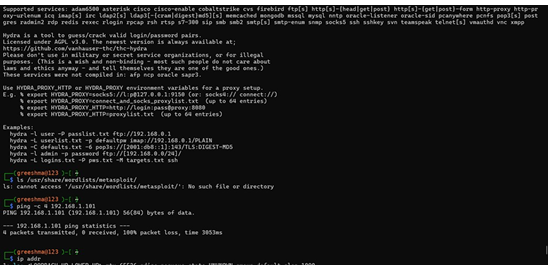 Supported services: adam6500 asterisk cisco cisco-enable cobaltstrike cvs firebird ftp[s] http[s]-{head|get|post} http[s]-{get|post}-form http-proxy http-pr
oxy-urlenum icq imap[s] irc ldap2[s] ldap3[-{cram|digest}md5][s] memcached mongodb mssql mysql nntp oracle-listener oracle-sid pcanywhere pcnfs pop3[s] post
gres radmin2 rdp redis rexec rlogin rpcap rsh rtsp s7-300 sip smb smb2 smtp[s] smtp-enum snmp socks5 ssh sshkey svn teamspeak telnet[s] vmauthd vnc xmpp
Hydra is a tool to guess/crack valid login/password pairs.
Licensed under AGPL v3.0. The newest version is always available at;
https://github.com/vanhauser-thc/thc-hydra
Please don't use in military or secret service organizations, or for illegal
purposes. (This is a wish and non-binding - most such people do not care about
laws and ethics anyway - and tell themselves they are one of the good ones.)
These services were not compiled in: afp ncp oracle sapr3.
Use HYDRA_PROXY_HTTP or HYDRA_PROXY environment variables for a proxy setup.
E.g. % export HYDRA_PROXY=socks5://l:p@127.0.0.1:9150 (or: socks4:// connect://)
% export HYDRA_PROXY=connect_and_socks_proxylist.txt (up to 64 entries)
% export HYDRA_PROXY_HTTP=http://login:pass@proxy:8080
% export HYDRA_PROXY_HTTP=proxylist.txt (up to 64 entries)
Examples:
hydra -l user -P passlist.txt ftp://192.168.0.1
hydra -L userlist.txt -p defaultpw imap://192.168.0.1/PLAIN
hydra -C defaults.txt -6 pop3s://[2001:db8::1]:143/TLS:DIGEST-MD5
hydra -l admin -p password ftp://[192.168.0.0/24]/
hydra -L logins.txt -P pws.txt -M targets.txt ssh
(greeshma@123)-[~]
$ ls /usr/share/wordlists/metasploit/
ls: cannot access '/usr/share/wordlists/metasploit/': No such file or directory
(greeshma@123)-[~]
$ ping -c 4 192.168.1.101
PING 192.168.1.101 (192.168.1.101) 56(84) bytes of data.
--- 192.168.1.101 ping statistics ---
4 packets transmitted, 0 received, 100% packet loss, time 3053ms
(greeshma@123)-[~]
$ ip addr